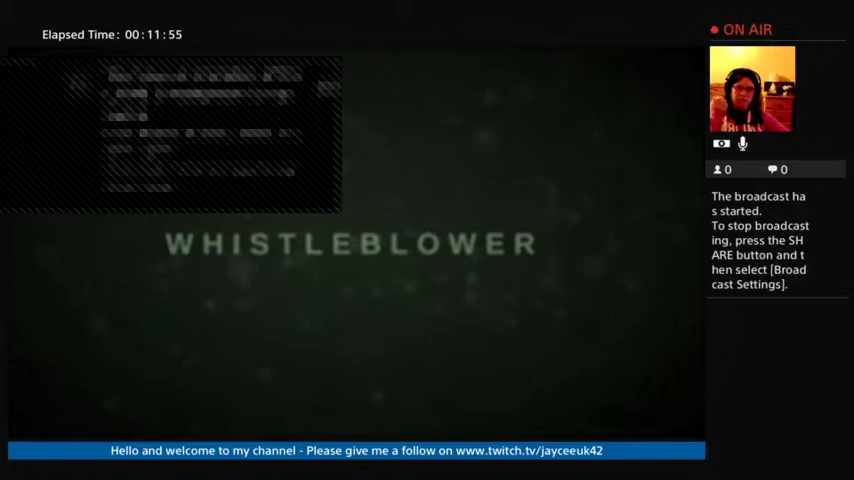 Elapsed Time: 00:11:55
ON AIR
0 0
The broadcast ha
s started.
To stop broadcast
ing, press the SH
ARE button and t
hen select [Broad
cast Settings].
WHISTLEBLOWER
Hello and welcome to my channel - Please give me a follow on www.twitch.tv/jayceeuk42